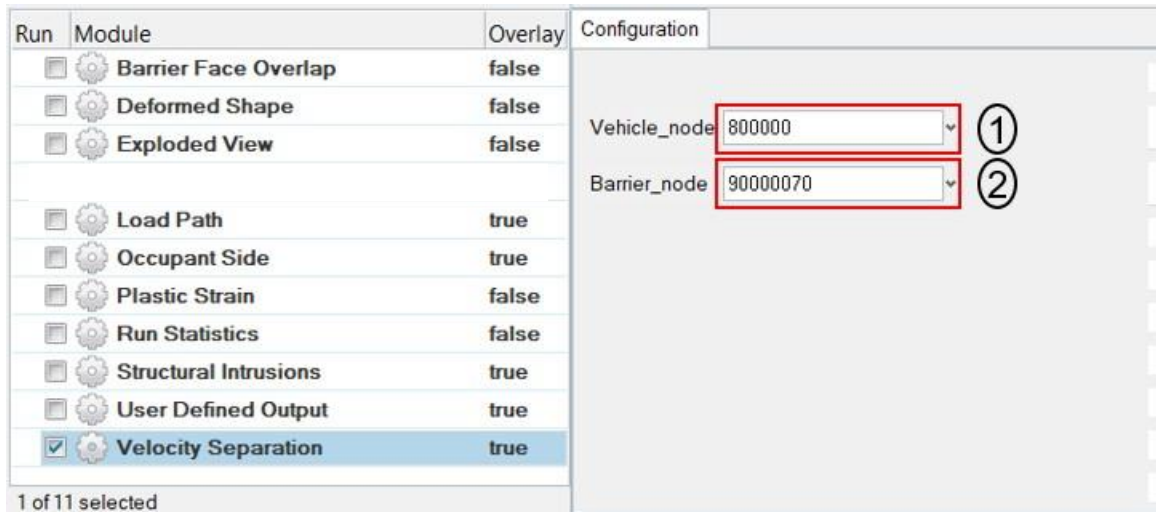 Run Module Overlay
Barrier Face Overlap false
Deformed Shape false
Exploded View false
Load Path true
Occupant Side true
Plastic Strain false
Run Statistics false
Structural Intrusions true
User Defined Output true
Velocity Separation true
1 of 11 selected
Configuration
Vehicle_node 800000 ①
Barrier_node 90000070 ②